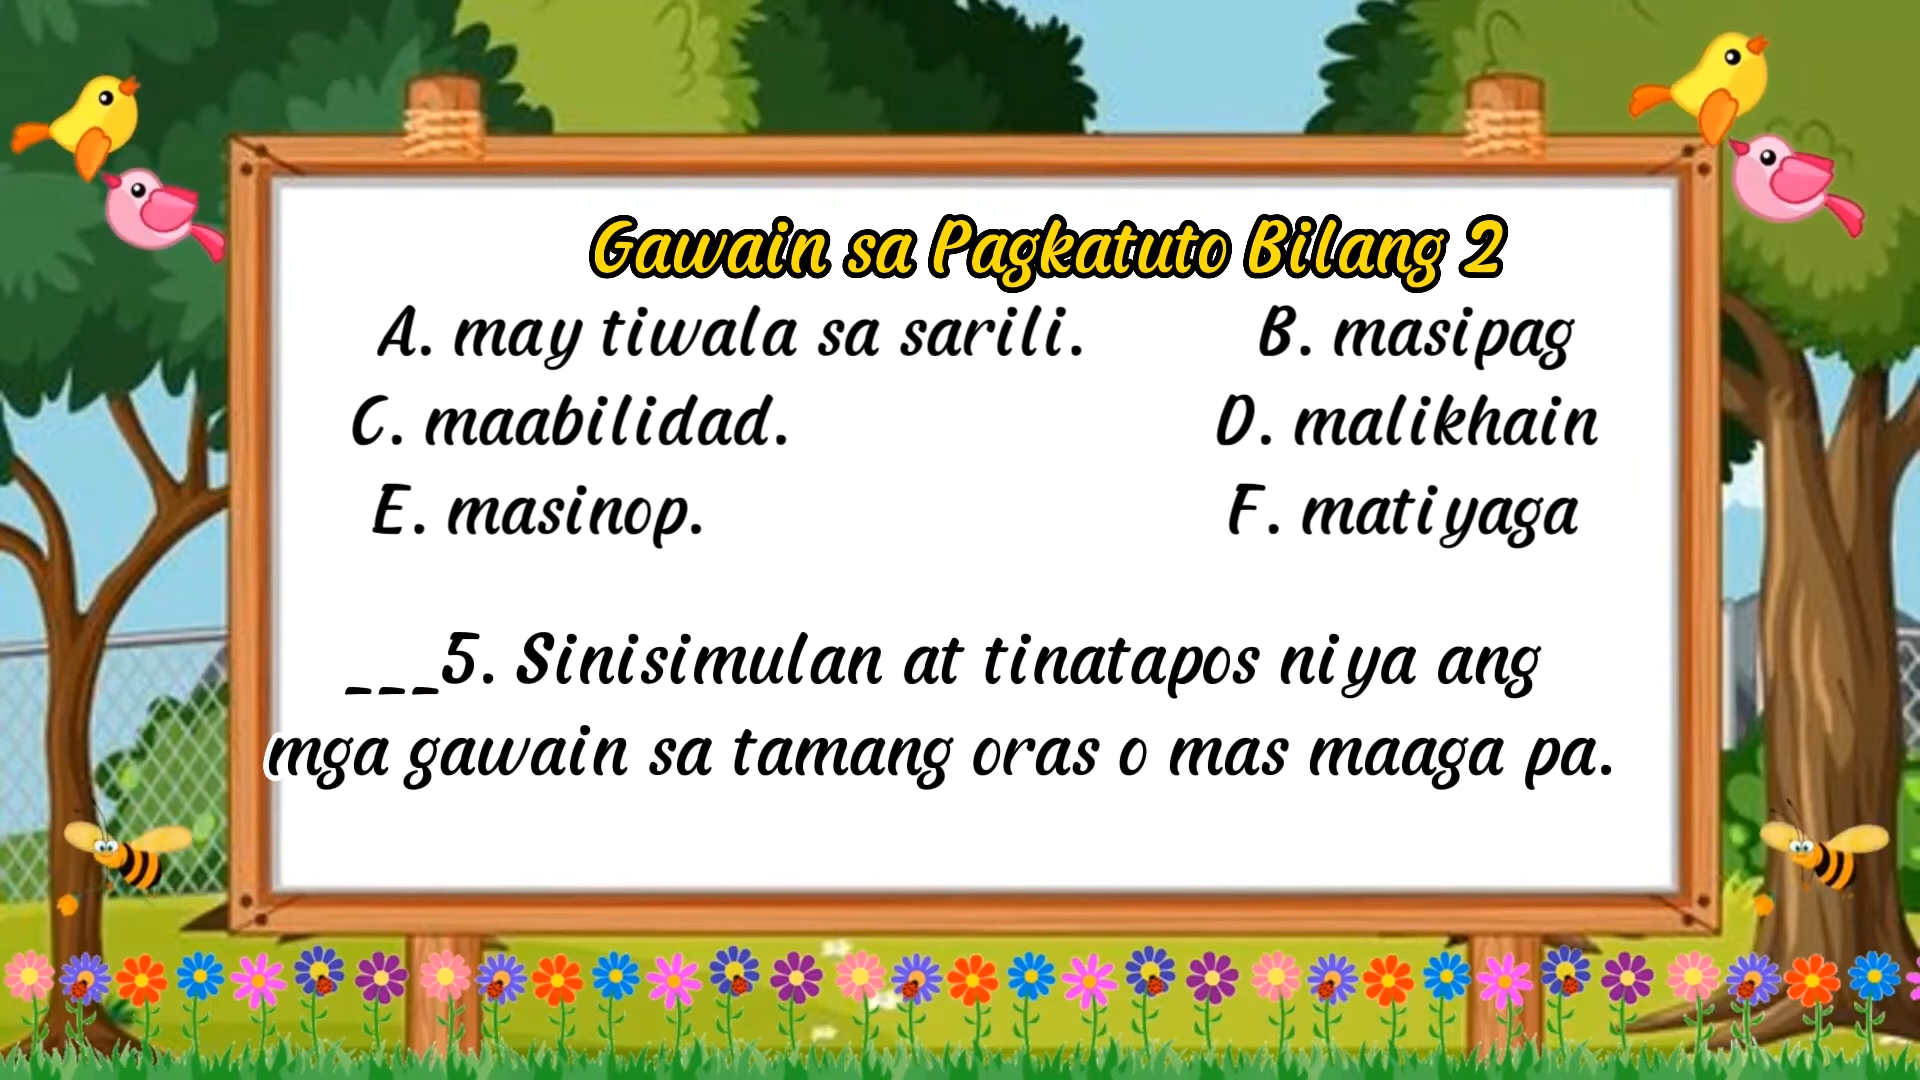 Gawain sa Pagkatuto Bilang 2
A. may tiwala sa sarili. B. masipag
C. maabilidad. D. malikhain
E. masinop. F. matiyaga
___5. Sinisimulan at tinatapos niya ang
mga gawain sa tamang oras o mas maaga pa.